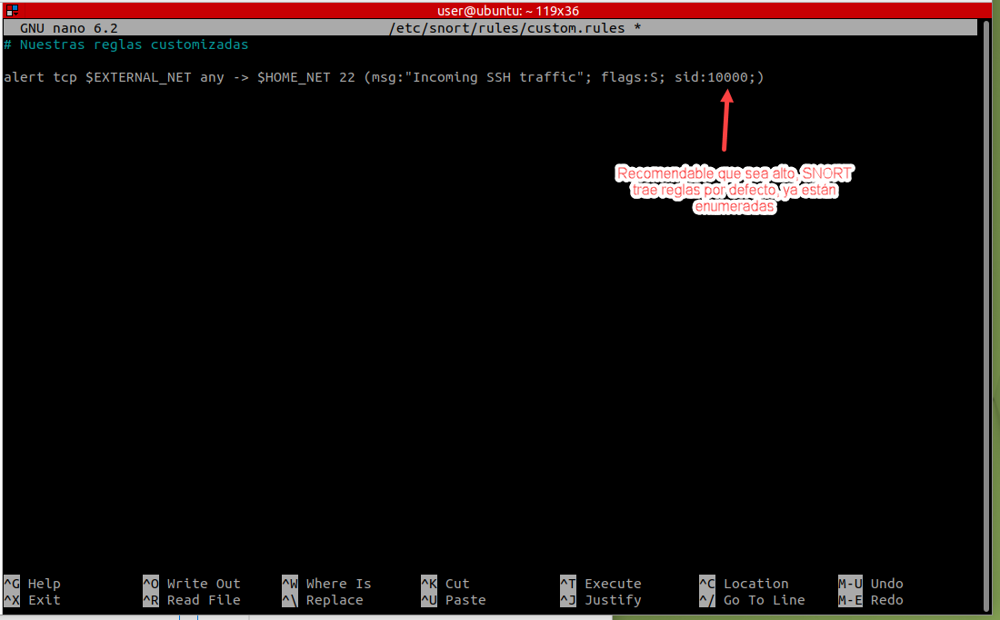 user@ubuntu: ~ 119x36
GNU nano 6.2 /etc/snort/rules/custom.rules *
# Nuestras reglas customizadas
alert tcp $EXTERNAL_NET any -> $HOME_NET 22 (msg:"Incoming SSH traffic"; flags:S; sid:10000;)
Recomendable que sea alto, SNORT
trae reglas por defecto, ya están
enumeradas
^G Help ^O Write Out ^W Where Is ^K Cut ^T Execute ^C Location M-U Undo
^X Exit ^R Read File ^\ Replace ^U Paste ^J Justify ^/ Go To Line M-E Redo